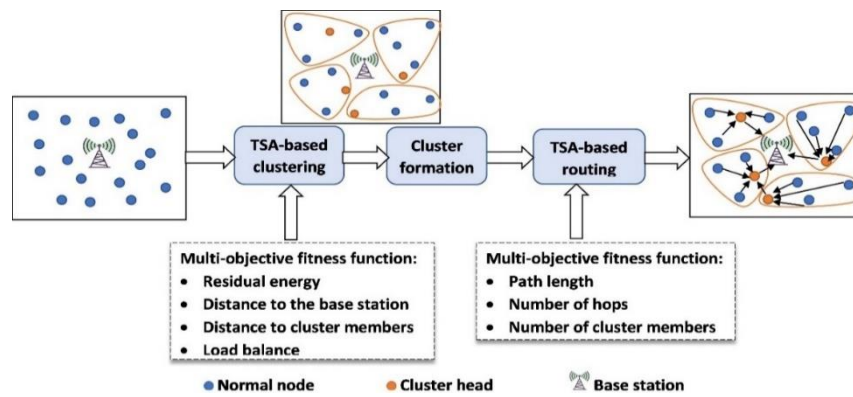 TSA-based
clustering
Cluster
formation
TSA-based
routing
Multi-objective fitness function:
● Residual energy
● Distance to the base station
● Distance to cluster members
● Load balance
Multi-objective fitness function:
● Path length
● Number of hops
● Number of cluster members
Normal node
Cluster head
Base station